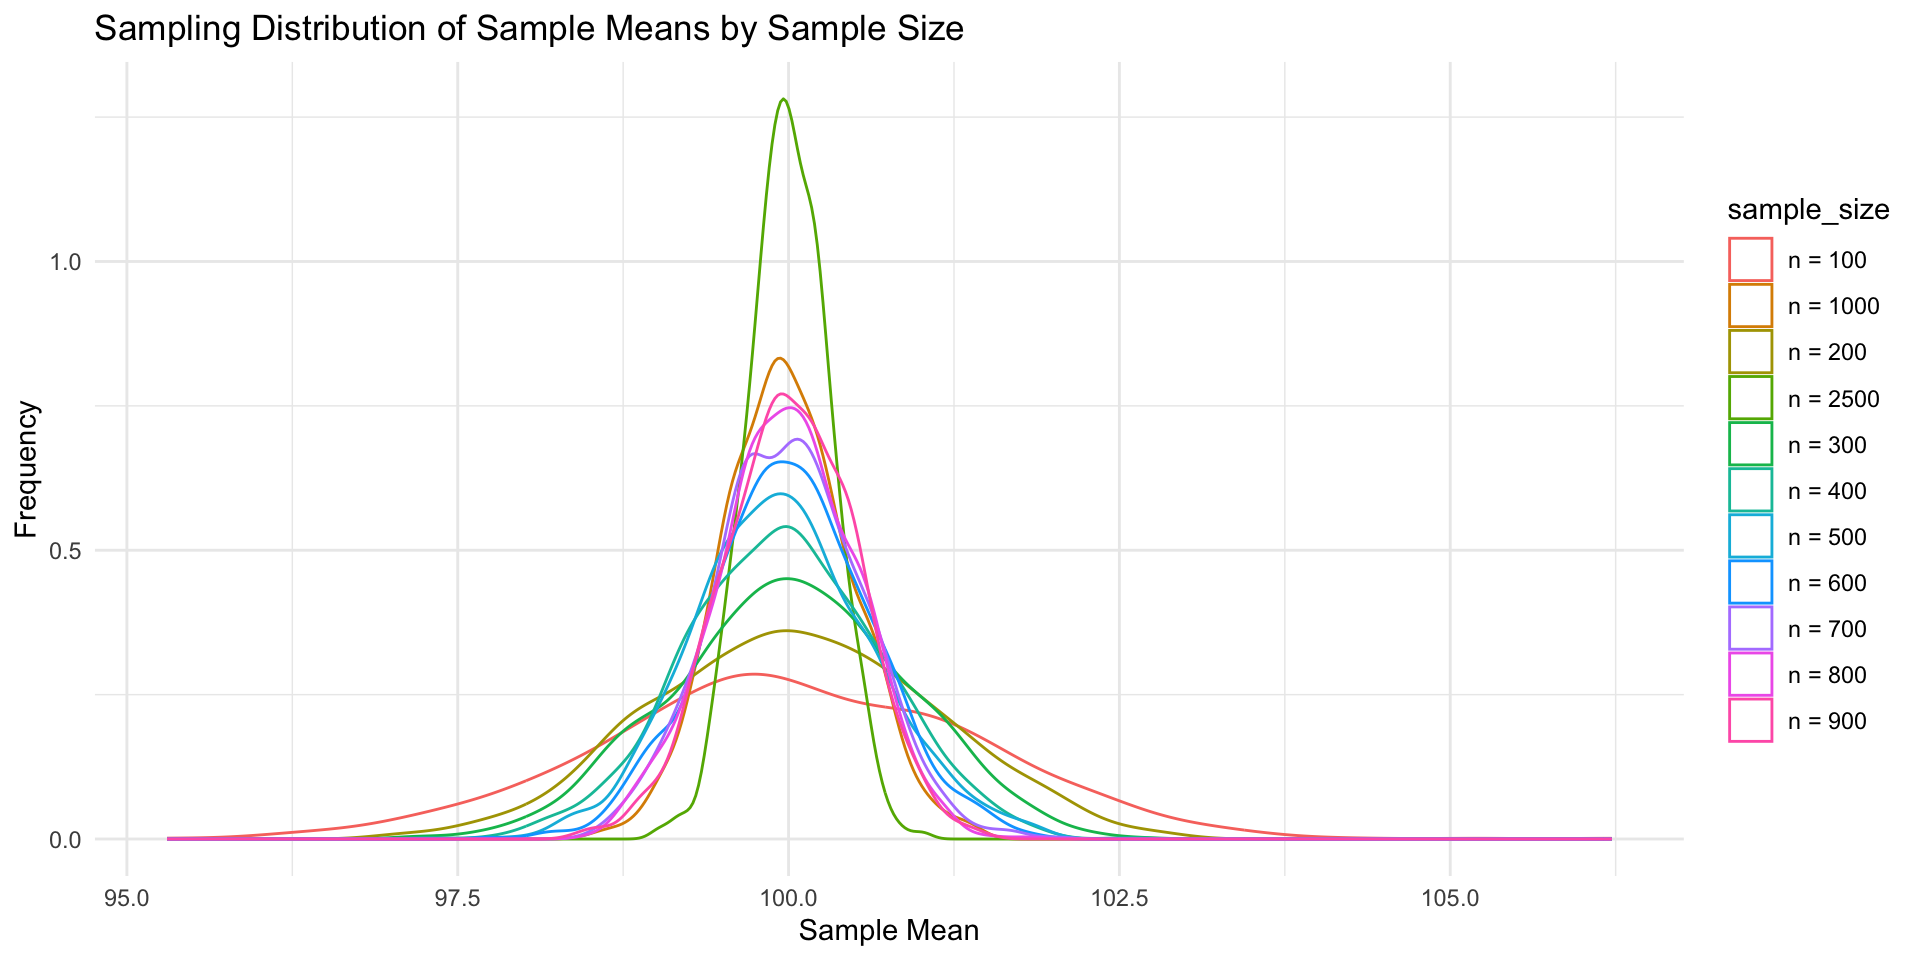 Sampling Distribution of Sample Means by Sample Size
Frequency
1.0
0.5
0.0
95.0
97.5
100.0
102.5
105.0
Sample Mean
sample_size
n = 100
n = 1000
n = 200
n = 2500
n = 300
n = 400
n = 500
n = 600
n = 700
n = 800
n = 900